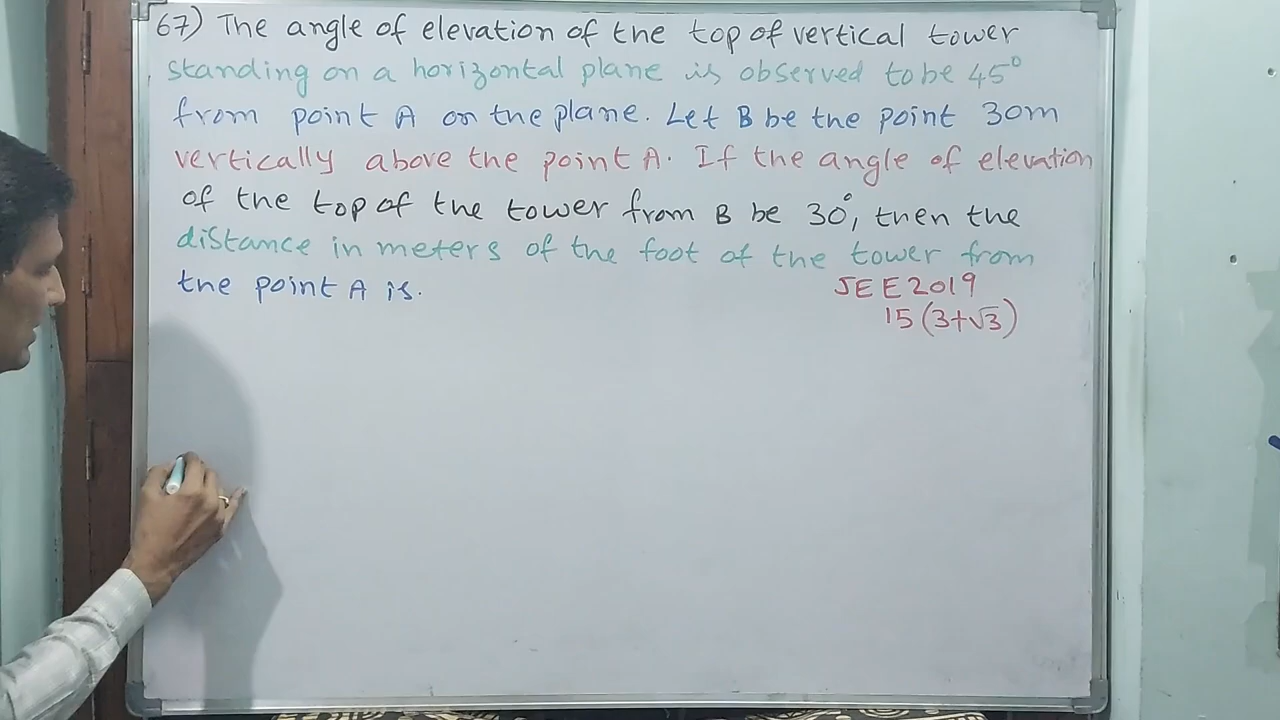 67) The angle of elevation of the top of vertical tower
standing on a horizontal plane is observed to be 45°
from point A on the plane. Let B be the point 30m
vertically above the point A. If the angle of elevation
of the top of the tower from B be 30°, then the
distance in meters of the foot of the tower from
the point A is.
JEE 2019
15(3+√3)